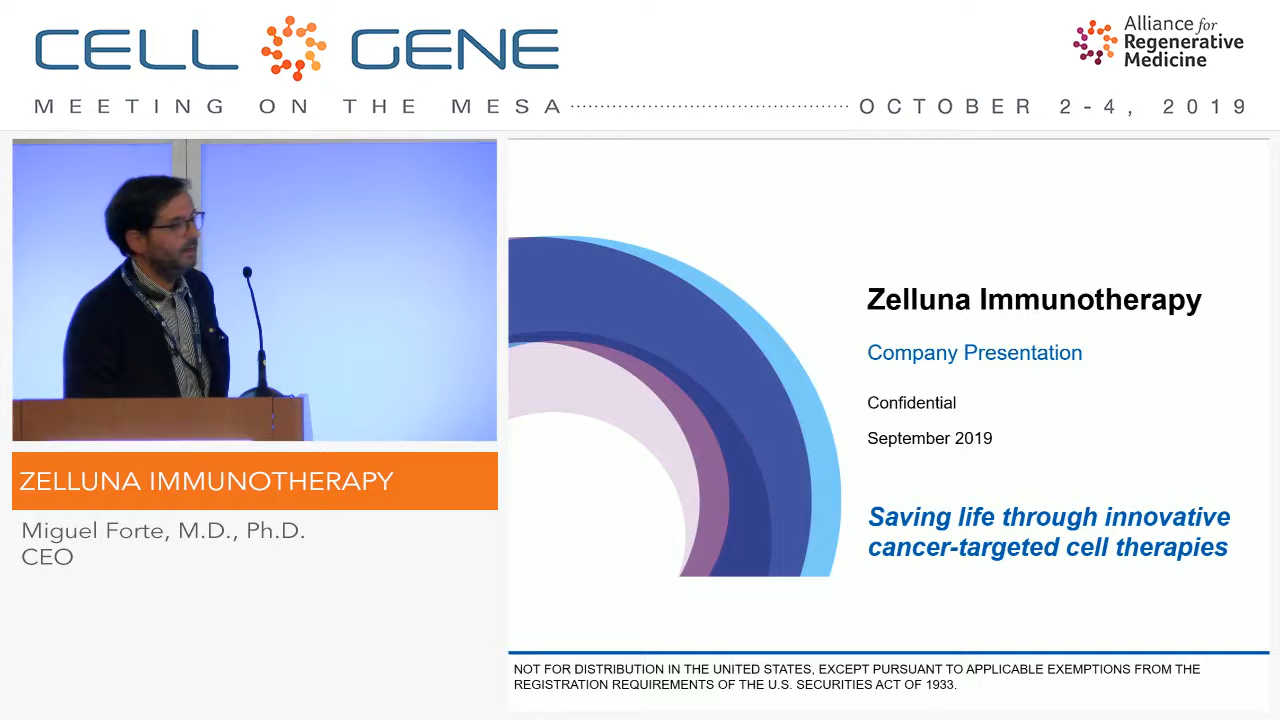 CELL GENE
Alliance for
Regenerative
Medicine
MEETING ON THE MESA
OCTOBER 2-4, 2019
ZELLUNA IMMUNOTHERAPY
Miguel Forte, M.D., Ph.D.
CEO
Zelluna Immunotherapy
Company Presentation
Confidential
September 2019
Saving life through innovative
cancer-targeted cell therapies
NOT FOR DISTRIBUTION IN THE UNITED STATES, EXCEPT PURSUANT TO APPLICABLE EXEMPTIONS FROM THE
REGISTRATION REQUIREMENTS OF THE U.S. SECURITIES ACT OF 1933.